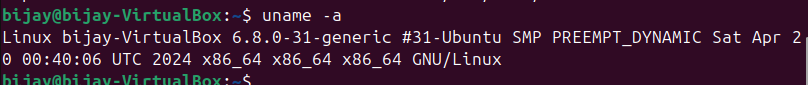 bijay@bijay-VirtualBox:~$ uname -a
Linux bijay-VirtualBox 6.8.0-31-generic #31-Ubuntu SMP PREEMPT_DYNAMIC Sat Apr 2
0 00:40:06 UTC 2024 x86_64 x86_64 x86_64 GNU/Linux
bijay@bijay-VirtualBox:~$